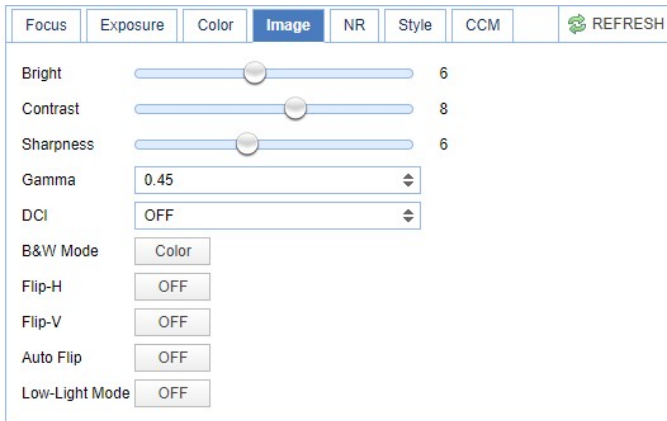 Focus Exposure Color Image NR Style CCM REFRESH
Bright 6
Contrast 8
Sharpness 6
Gamma 0.45
DCI OFF
B&W Mode Color
Flip-H OFF
Flip-V OFF
Auto Flip OFF
Low-Light Mode OFF